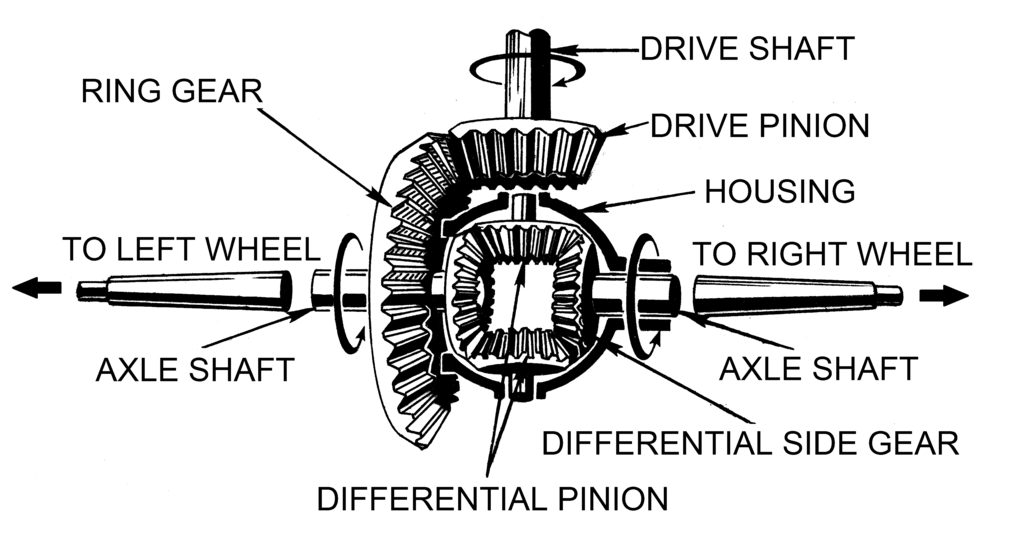 DRIVE SHAFT
RING GEAR
DRIVE PINION
HOUSING
TO LEFT WHEEL
TO RIGHT WHEEL
AXLE SHAFT
AXLE SHAFT
DIFFERENTIAL SIDE GEAR
DIFFERENTIAL PINION